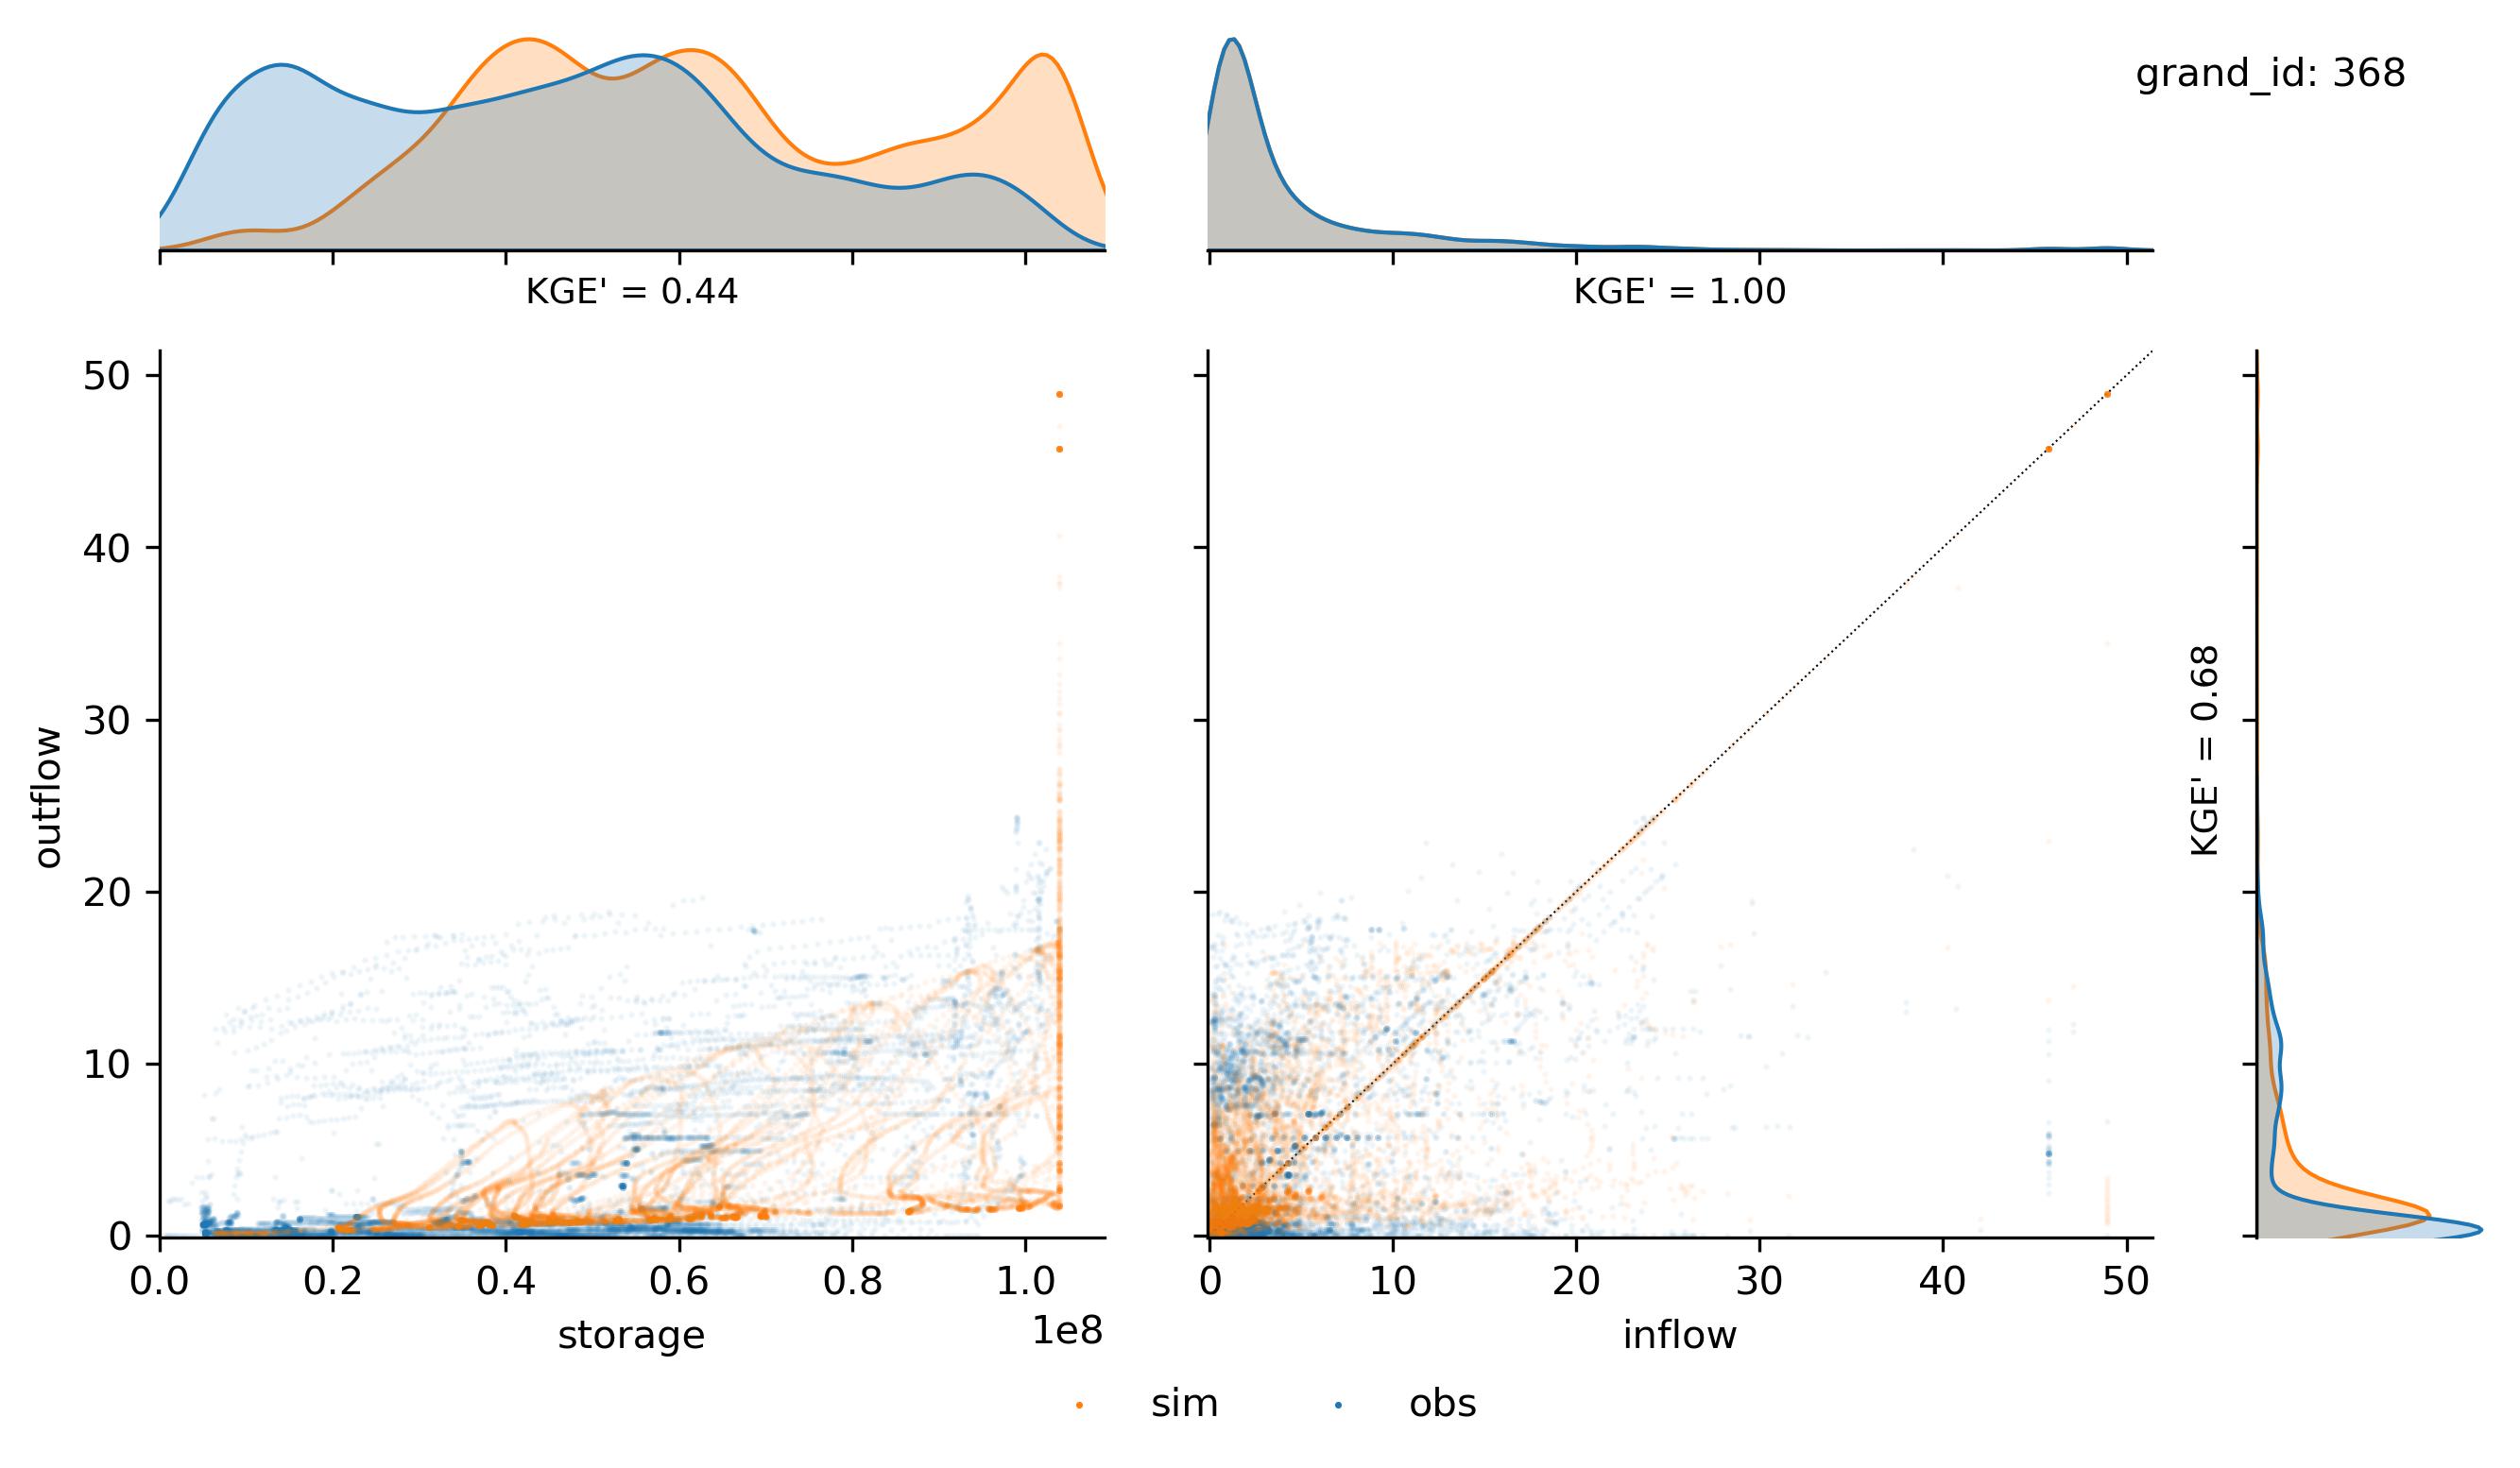 grand_id: 368
KGE' = 0.44
KGE' = 1.00
50
40
30
20
10
0
outflow
KGE' = 0.68
0.0 0.2 0.4 0.6 0.8 1.0
1e8
storage
0 10 20 30 40 50
inflow
sim obs